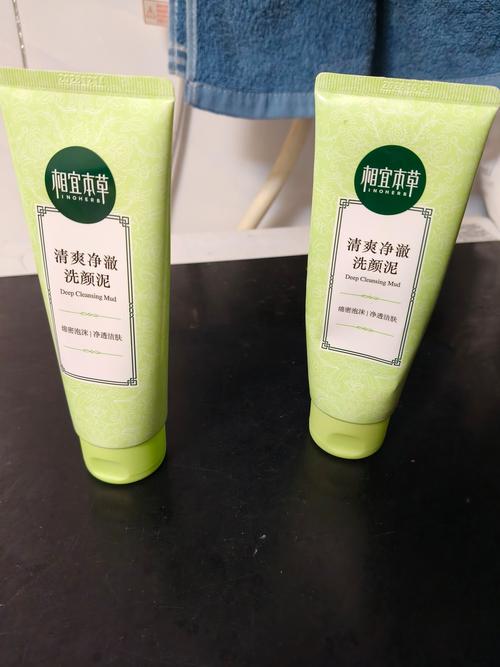 相宜本草
INOHERB
清爽净澈
洗颜泥
Deep Cleansing Mud
绵密泡沫 | 净透洁肤
相宜本草
INOHERB
清爽净澈
洗颜泥
Deep Cleansing Mud
绵密泡沫 | 净透洁肤